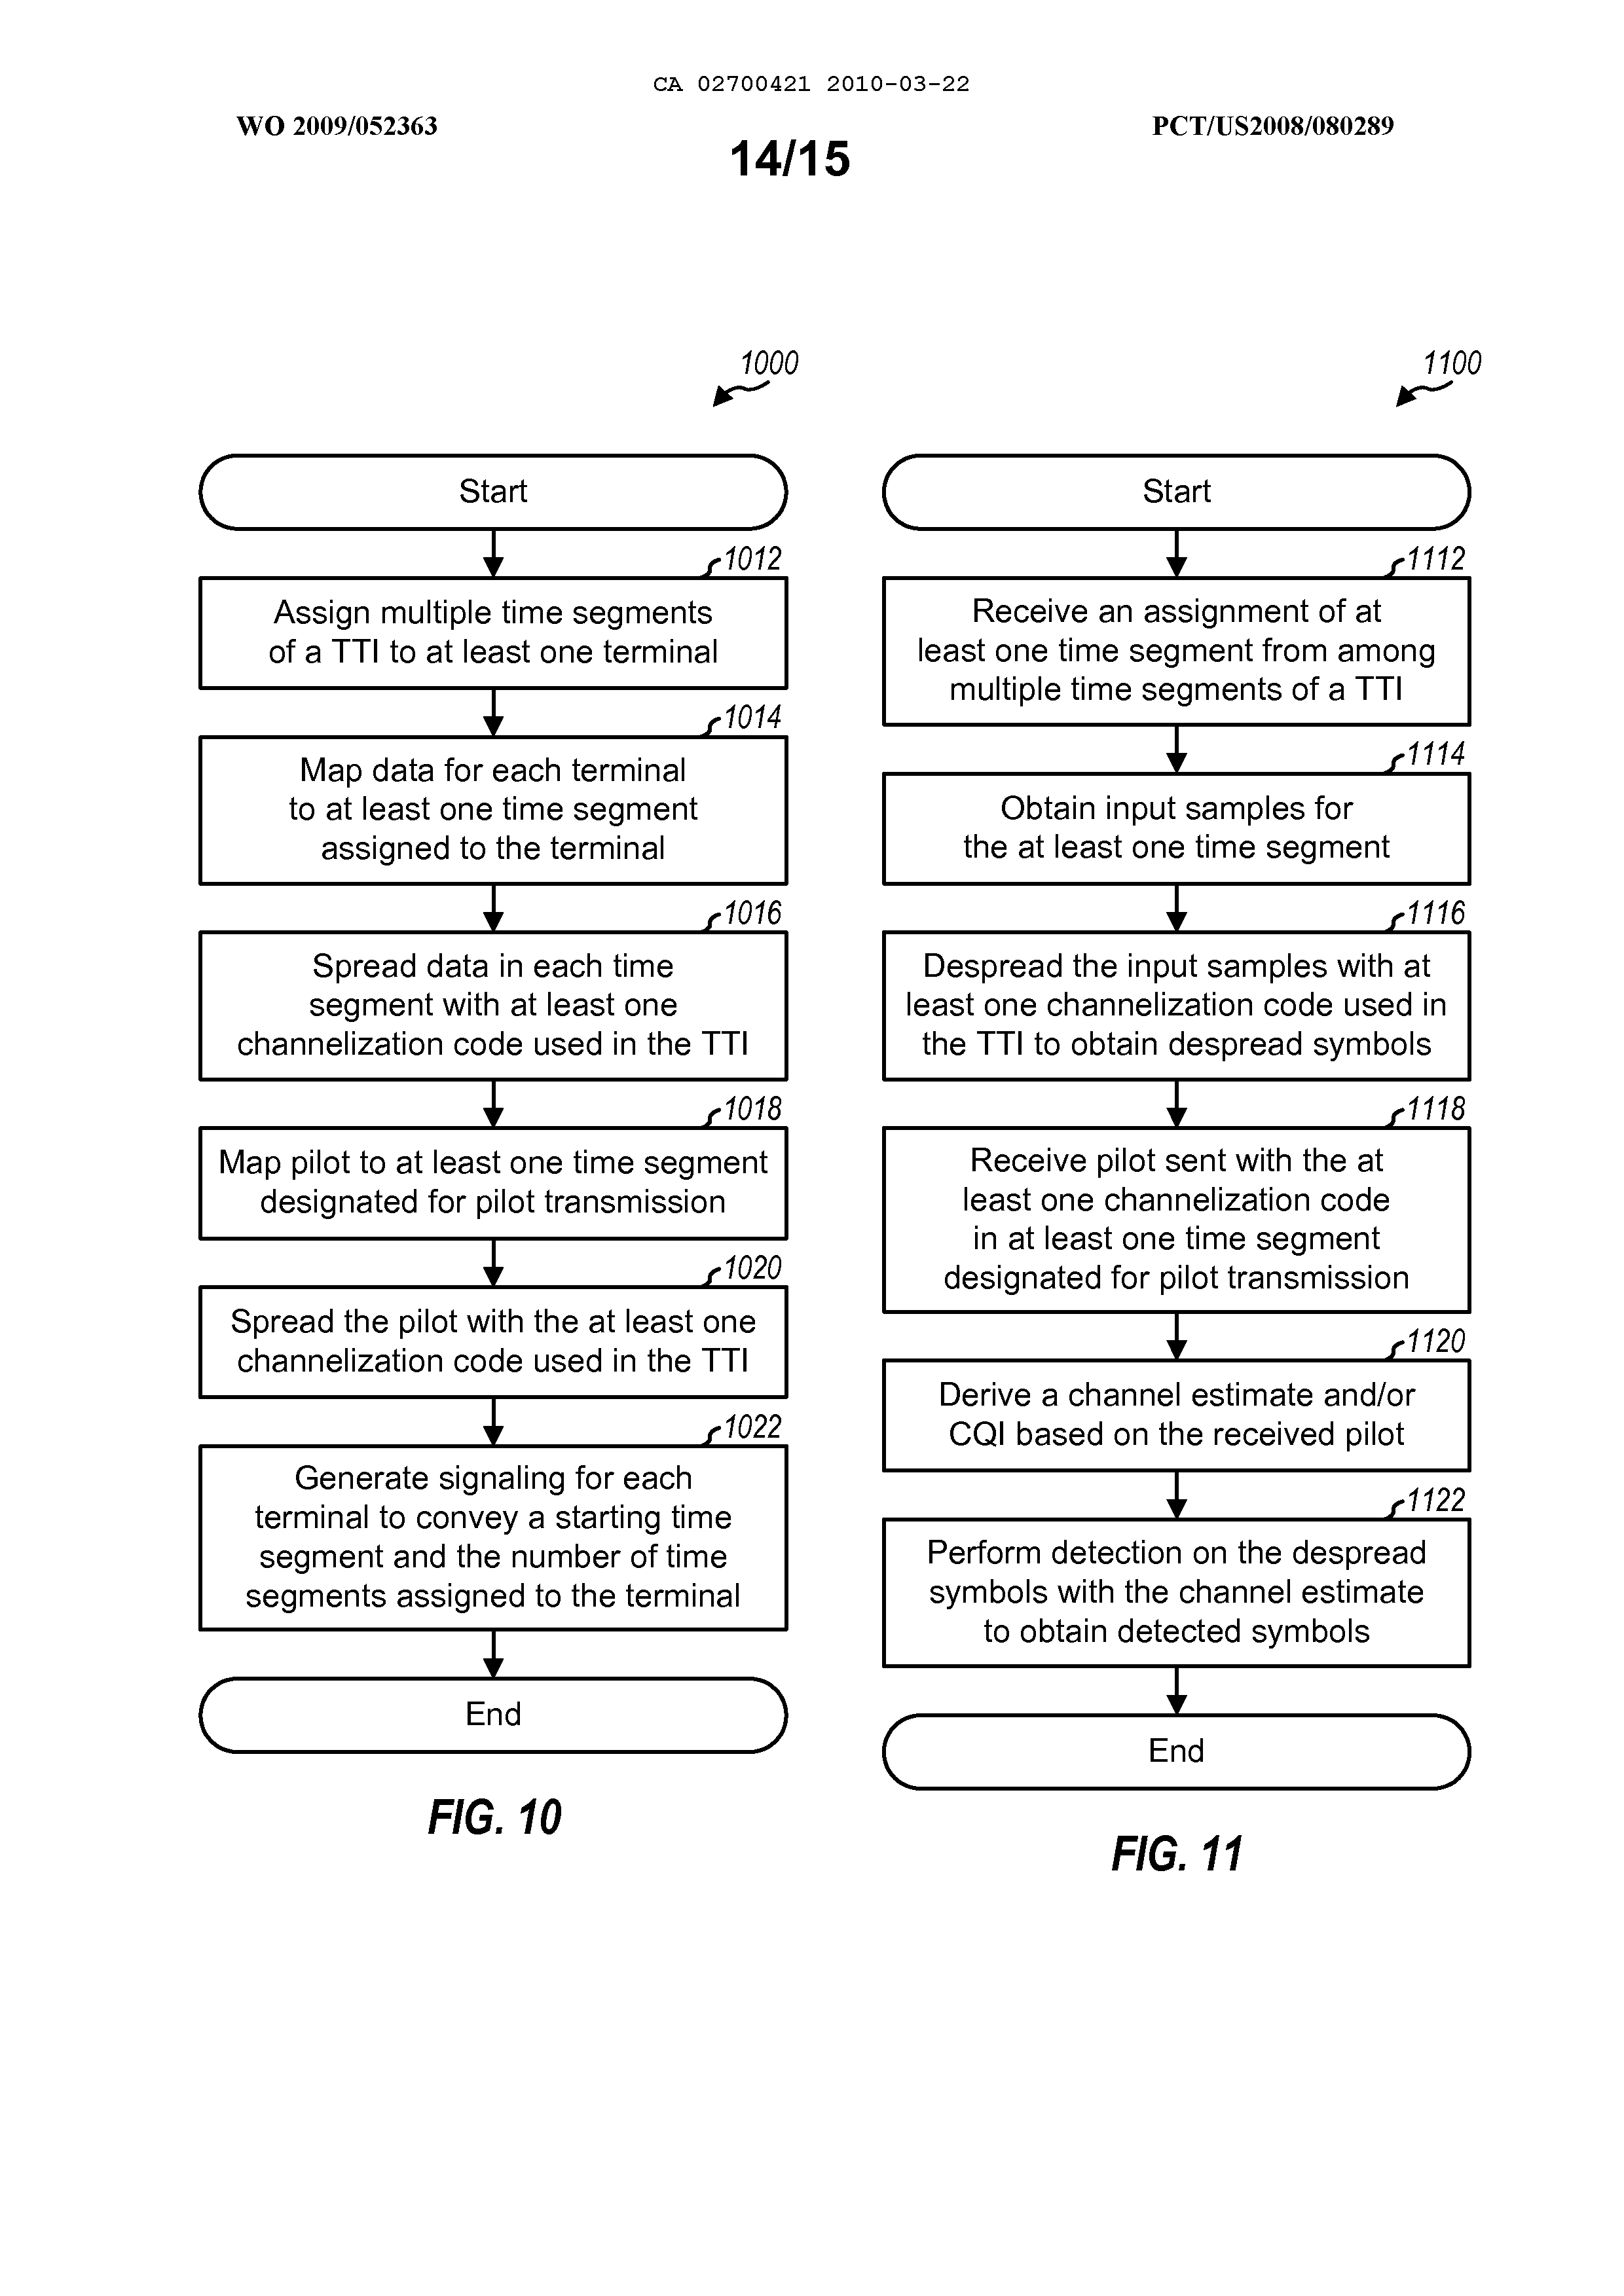 CA 02700421 2010-03-22
WO 2009/052363
PCT/US2008/080289
14/15
1000
Start
1012
Assign multiple time segments
of a TTI to at least one terminal
1014
Map data for each terminal
to at least one time segment
assigned to the terminal
1016
Spread data in each time
segment with at least one
channelization code used in the TTI
1018
Map pilot to at least one time segment
designated for pilot transmission
1020
Spread the pilot with the at least one
channelization code used in the TTI
1022
Generate signaling for each
terminal to convey a starting time
segment and the number of time
segments assigned to the terminal
End
FIG. 10
1100
Start
1112
Receive an assignment of at
least one time segment from among
multiple time segments of a TTI
1114
Obtain input samples for
the at least one time segment
1116
Despread the input samples with at
least one channelization code used in
the TTI to obtain despread symbols
1118
Receive pilot sent with the at
least one channelization code
in at least one time segment
designated for pilot transmission
1120
Derive a channel estimate and/or
CQI based on the received pilot
1122
Perform detection on the despread
symbols with the channel estimate
to obtain detected symbols
End
FIG. 11